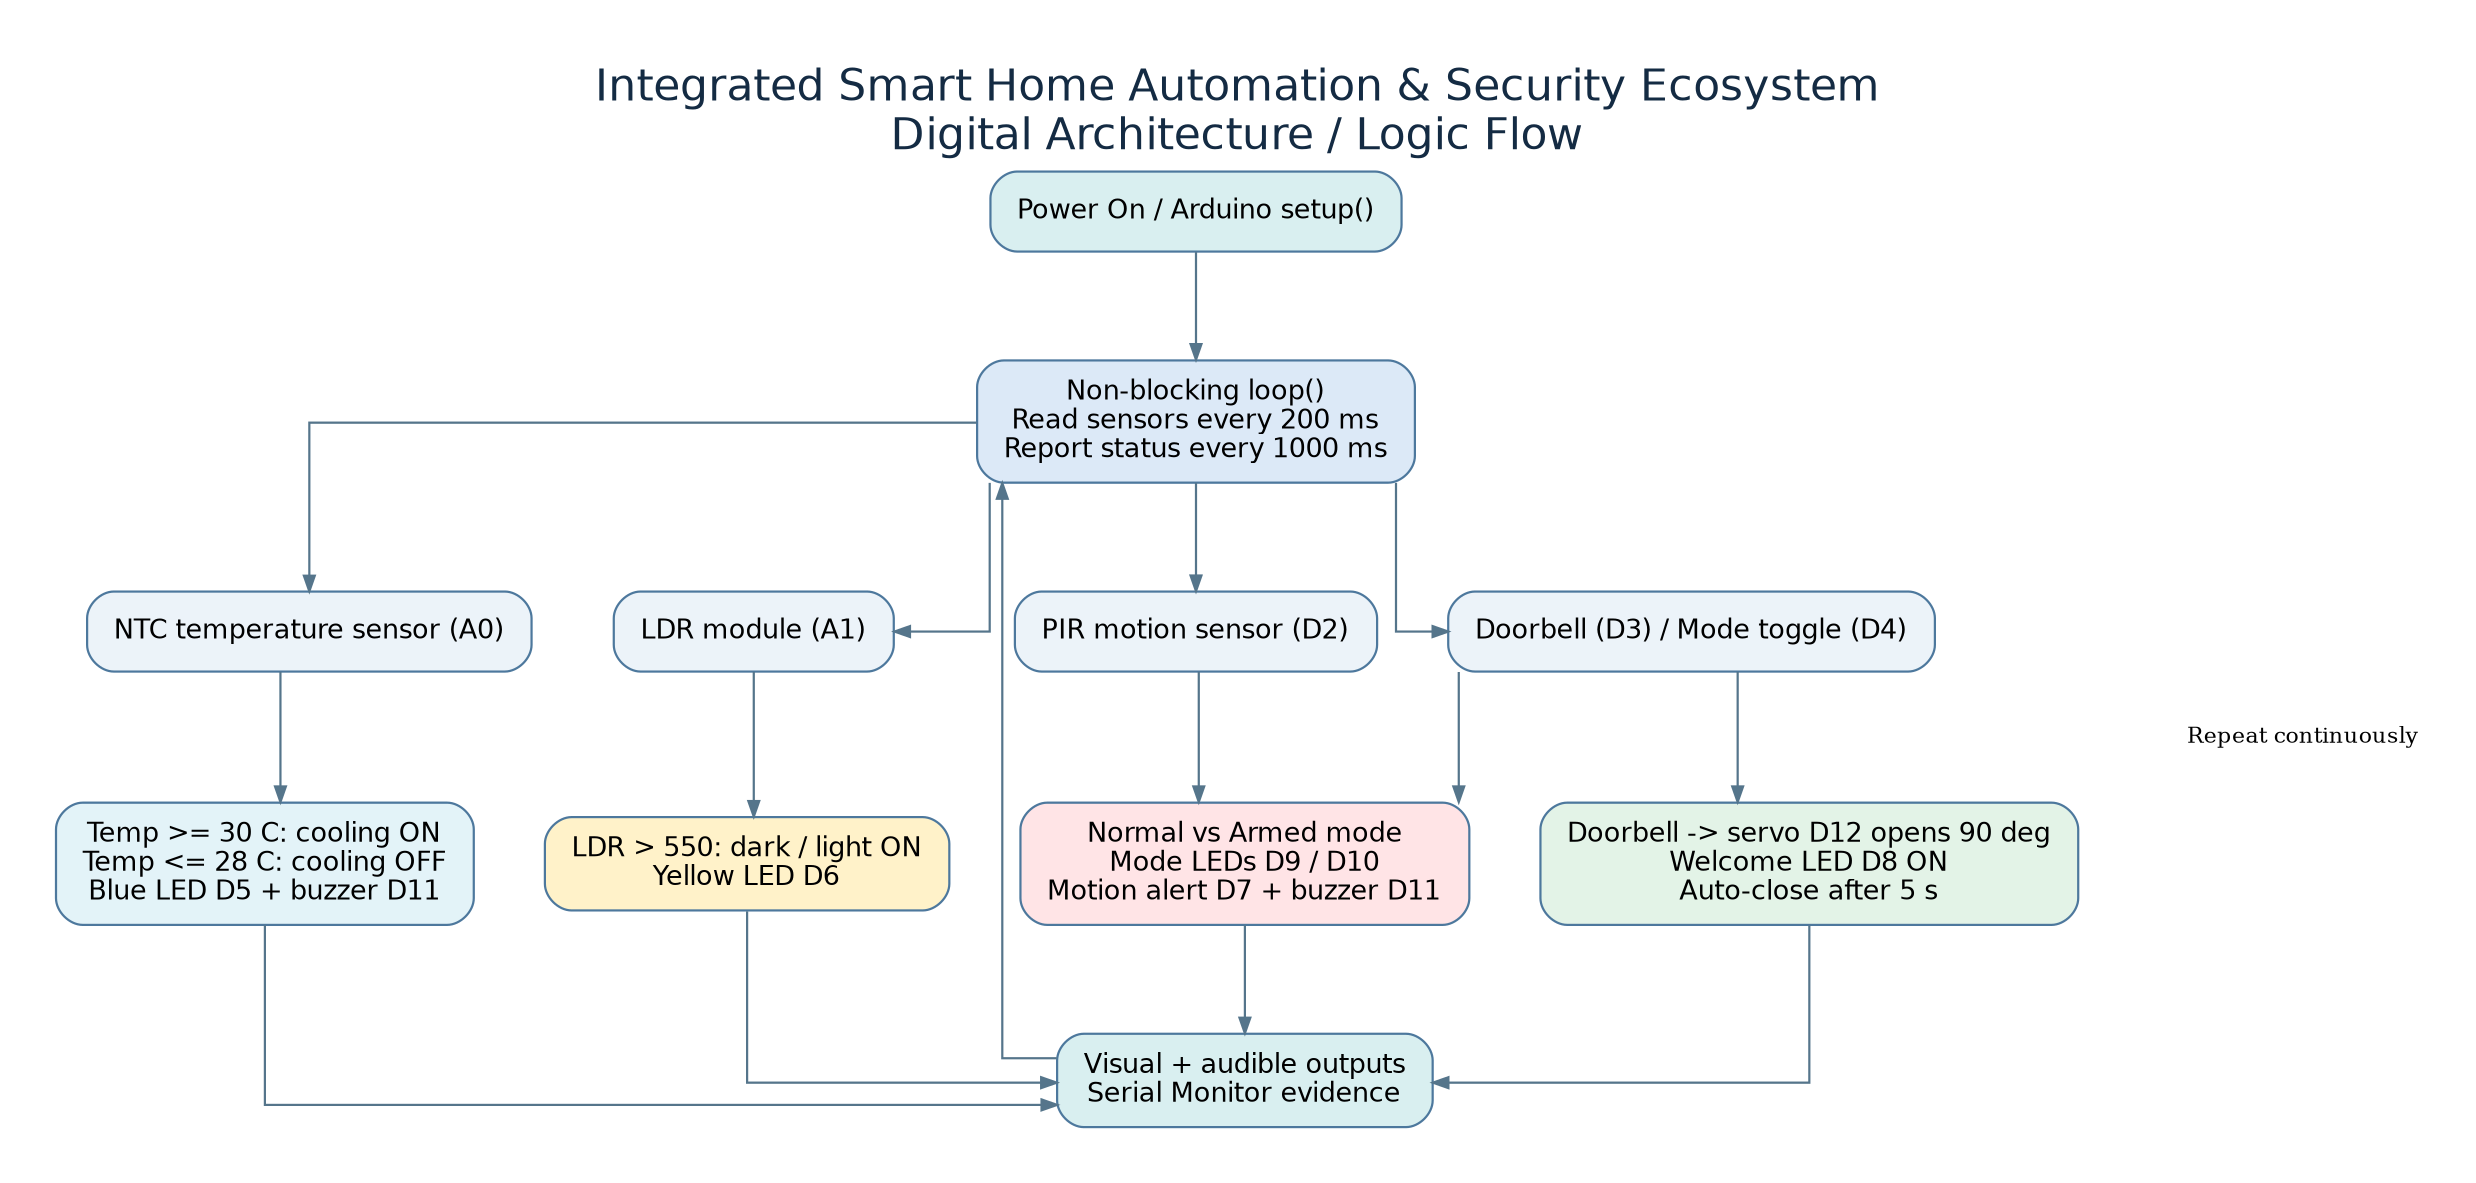 Integrated Smart Home Automation & Security Ecosystem
Digital Architecture / Logic Flow
Power On / Arduino setup()
Non-blocking loop()
Read sensors every 200 ms
Report status every 1000 ms
NTC temperature sensor (A0)
LDR module (A1)
PIR motion sensor (D2)
Doorbell (D3) / Mode toggle (D4)
Repeat continuously
Temp >= 30 C: cooling ON
Temp <= 28 C: cooling OFF
Blue LED D5 + buzzer D11
LDR > 550: dark / light ON
Yellow LED D6
Normal vs Armed mode
Mode LEDs D9 / D10
Motion alert D7 + buzzer D11
Doorbell -> servo D12 opens 90 deg
Welcome LED D8 ON
Auto-close after 5 s
Visual + audible outputs
Serial Monitor evidence